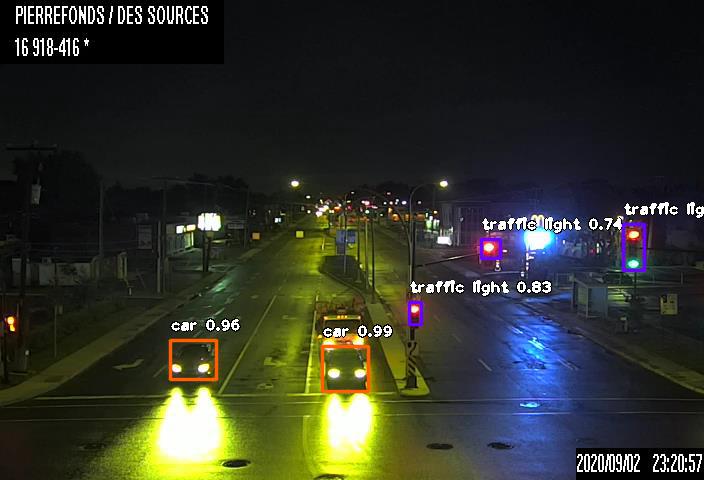 PIERREFONDS / DES SOURCES
16 918-416 *
traffic lig
traffic light 0.74
traffic light 0.83
car 0.96
car 0.99
2020/09/02 23:20:57